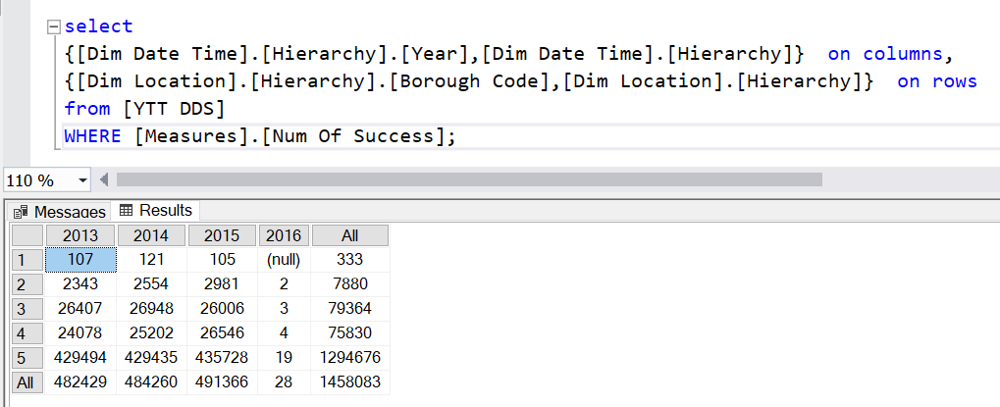 select
{[Dim Date Time].[Hierarchy].[Year],[Dim Date Time].[Hierarchy]} on columns,
{[Dim Location].[Hierarchy].[Borough Code],[Dim Location].[Hierarchy]} on rows
from [YTT DDS]
WHERE [Measures].[Num Of Success];
110 %
Messages Results
2013 2014 2015 2016 All
1 107 121 105 (null) 333
2 2343 2554 2981 2 7880
3 26407 26948 26006 3 79364
4 24078 25202 26546 4 75830
5 429494 429435 435728 19 1294676
All 482429 484260 491366 28 1458083